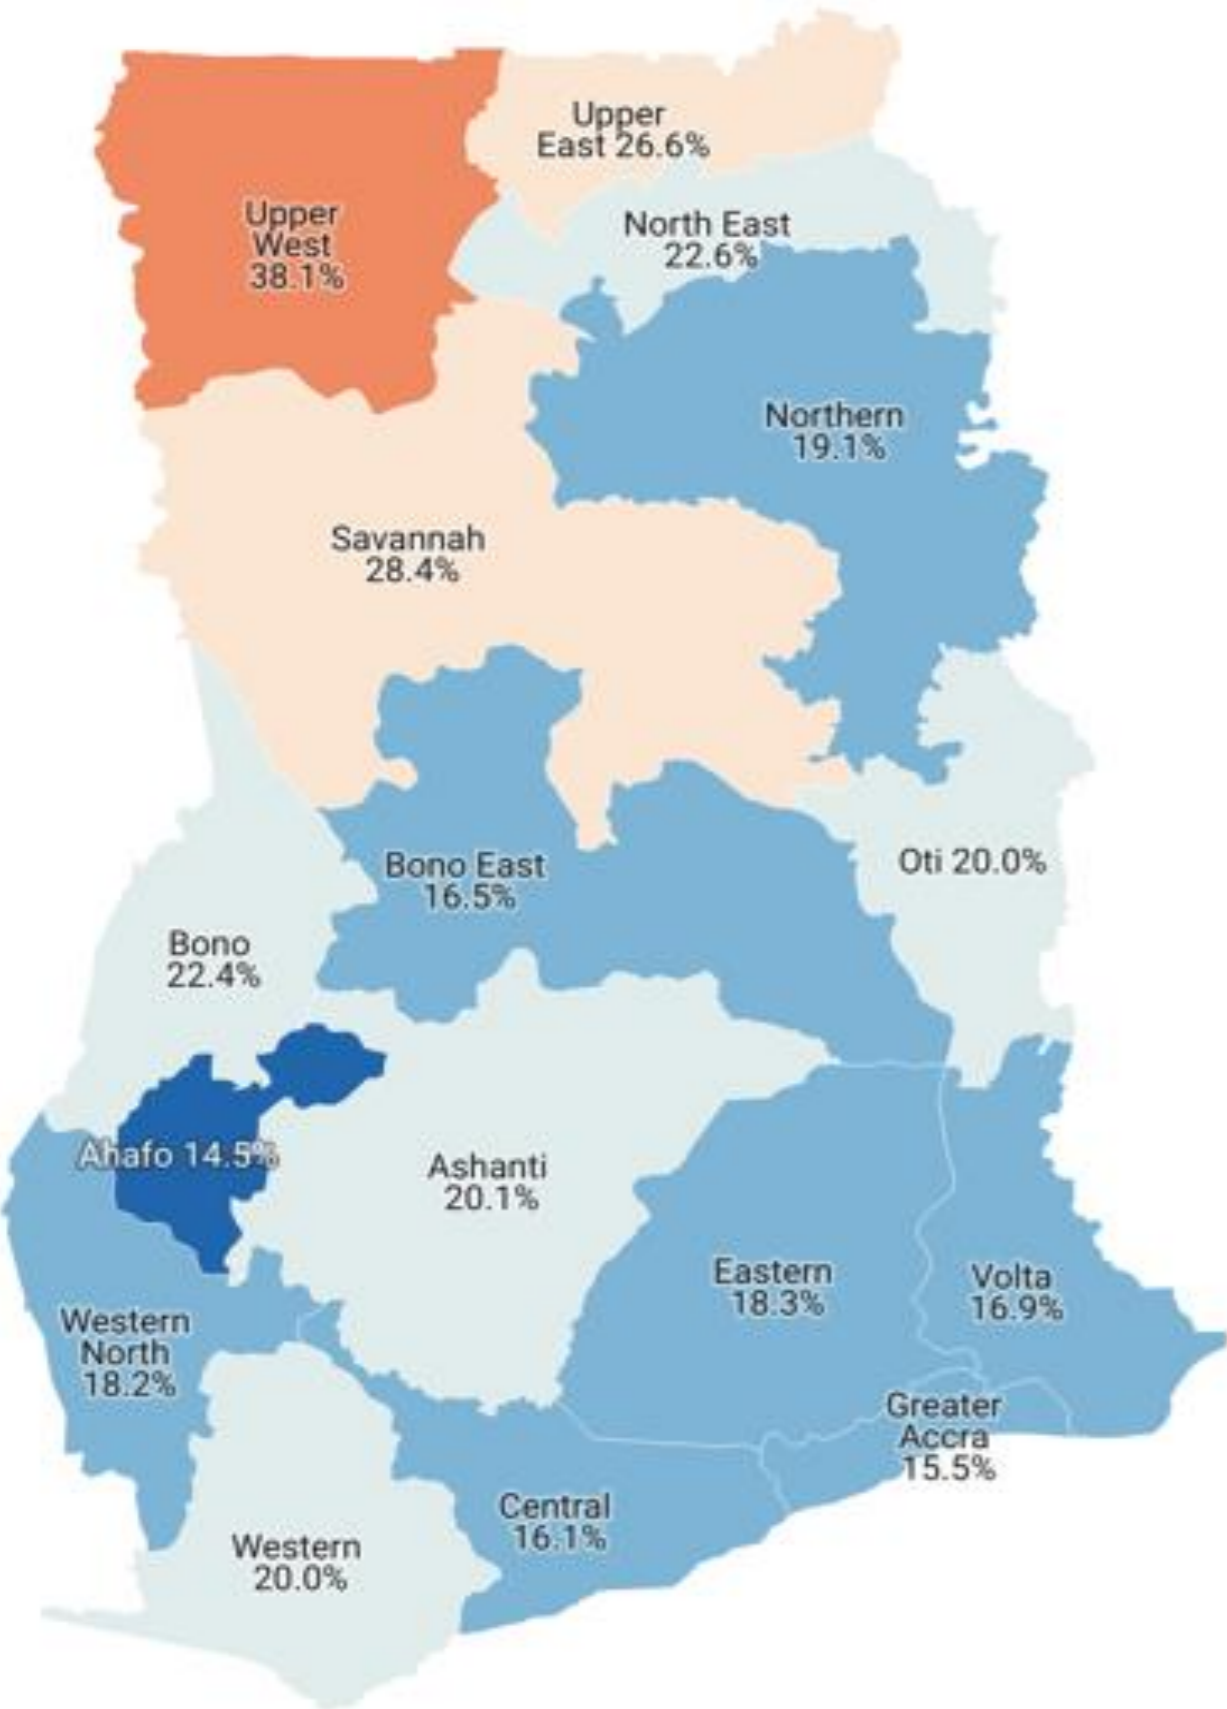 Upper
East 26.6%
Upper
West
38.1%
North East
22.6%
Northern
19.1%
Savannah
28.4%
Bono East
16.5%
Oti 20.0%
Bono
22.4%
Ahafo 14.5%
Ashanti
20.1%
Eastern
18.3%
Volta
16.9%
Western
North
18.2%
Greater
Accra
15.5%
Central
16.1%
Western
20.0%